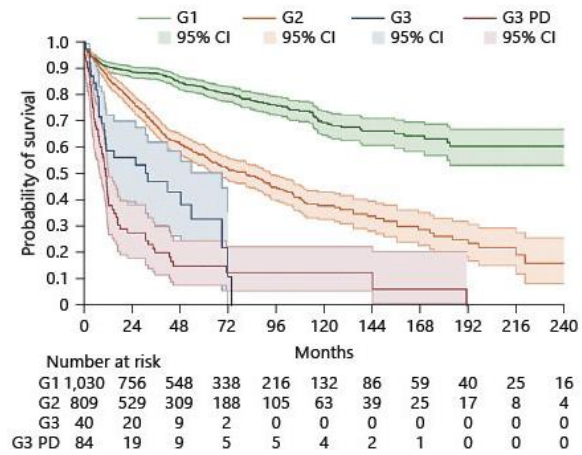 G1 G2 G3 G3 PD
95% CI 95% CI 95% CI 95% CI
Probability of survival
1.0
0.9
0.8
0.7
0.6
0.5
0.4
0.3
0.2
0.1
0
0 24 48 72 96 120 144 168 192 216 240
Months
Number at risk
G1 1,030 756 548 338 216 132 86 59 40 25 16
G2 809 529 309 188 105 63 39 25 17 8 4
G3 40 20 9 2 0 0 0 0 0 0 0
G3 PD 84 19 9 5 5 4 2 1 0 0 0